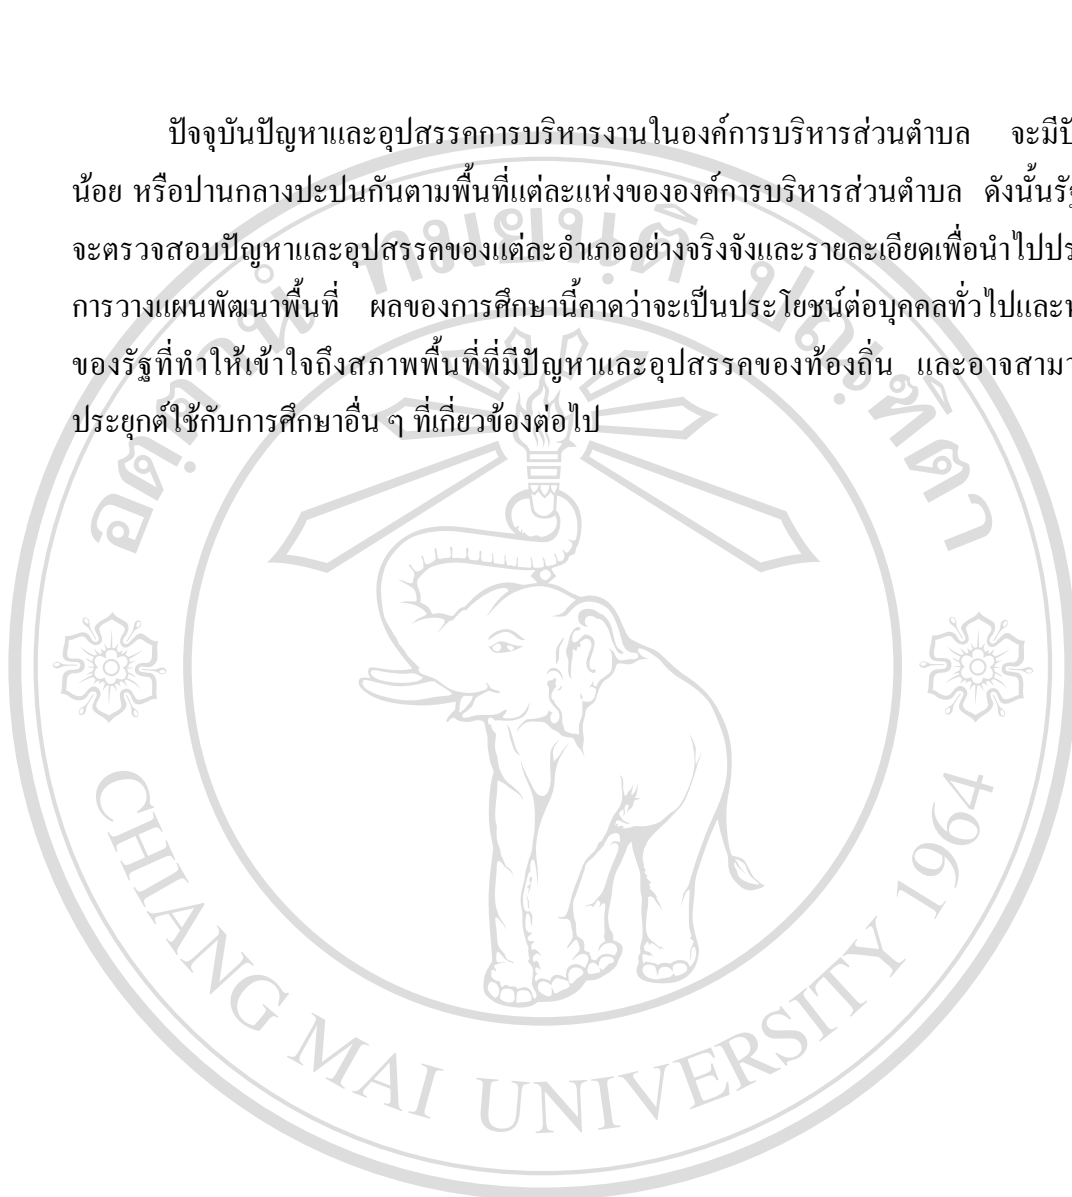 ปัจจุบันปัญหาและอุปสรรคการบริหารงานในองค์การบริหารส่วนตำบล จะมี
น้อย หรือปานกลางปะปนกันตามพื้นที่แต่ละแห่งขององค์การบริหารส่วนตำบล ดังนั้น
จะตรวจสอบปัญหาและอุปสรรคของแต่ละอำเภออย่างจริงจังและรายละเอียดเพื่อนำไป
การวางแผนพัฒนาพื้นที่ ผลของการศึกษานี้คาดว่าจะเป็นประโยชน์ต่อบุคคลทั่วไปและ
ของรัฐที่ทำให้เข้าใจถึงสภาพพื้นที่ที่มีปัญหาและอุปสรรคของท้องถิ่น และอาจ
ประยุกต์ใช้กับการศึกษาอื่น ๆ ที่เกี่ยวข้องต่อไป
อตฺตานํ ทมยนฺติ ปณฺฑิตา
CHIANG MAI UNIVERSITY 1964